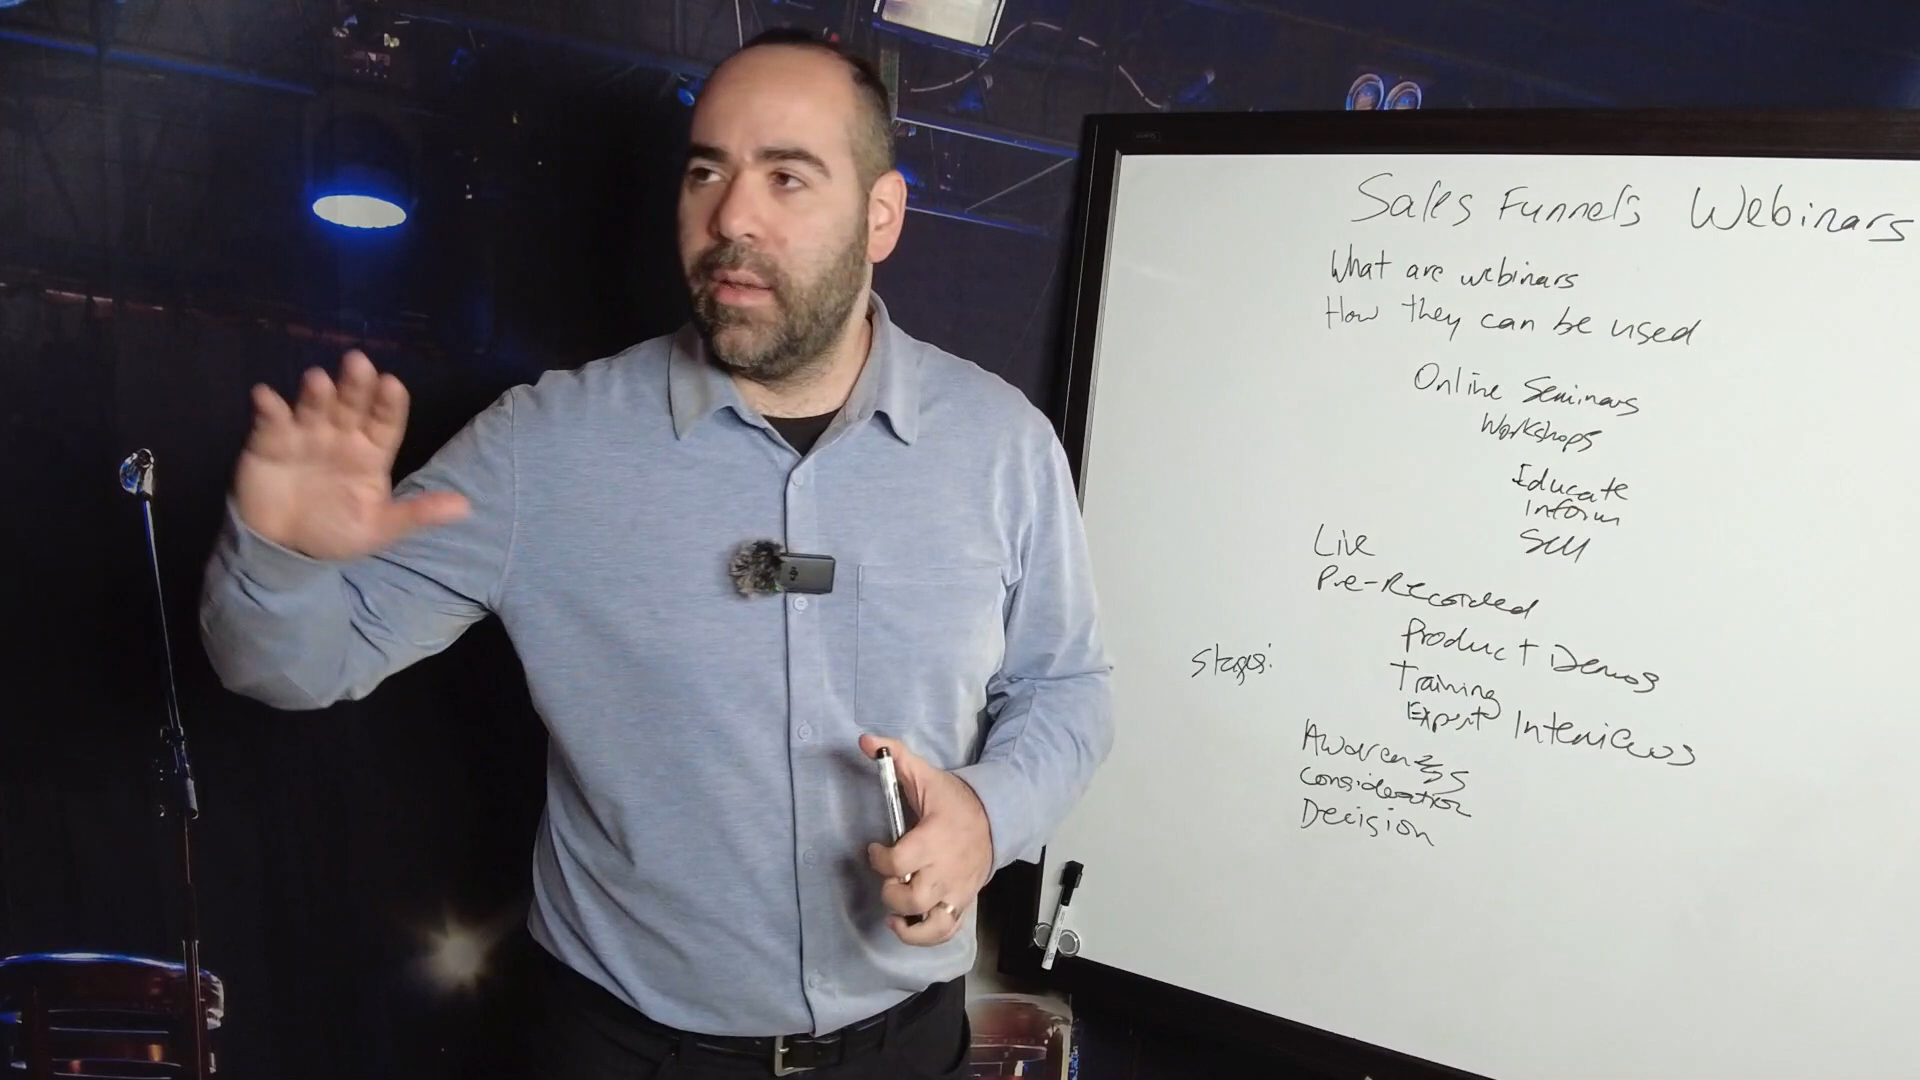 Sales Funnels Webinars
What are webinars
How they can be used
Online Seminars
Workshops
Educate
Inform
Sell
Live
Pre-Recorded
Product Demos
Stages:
Training
Expert Interviews
Awareness
Consideration
Decision
dji